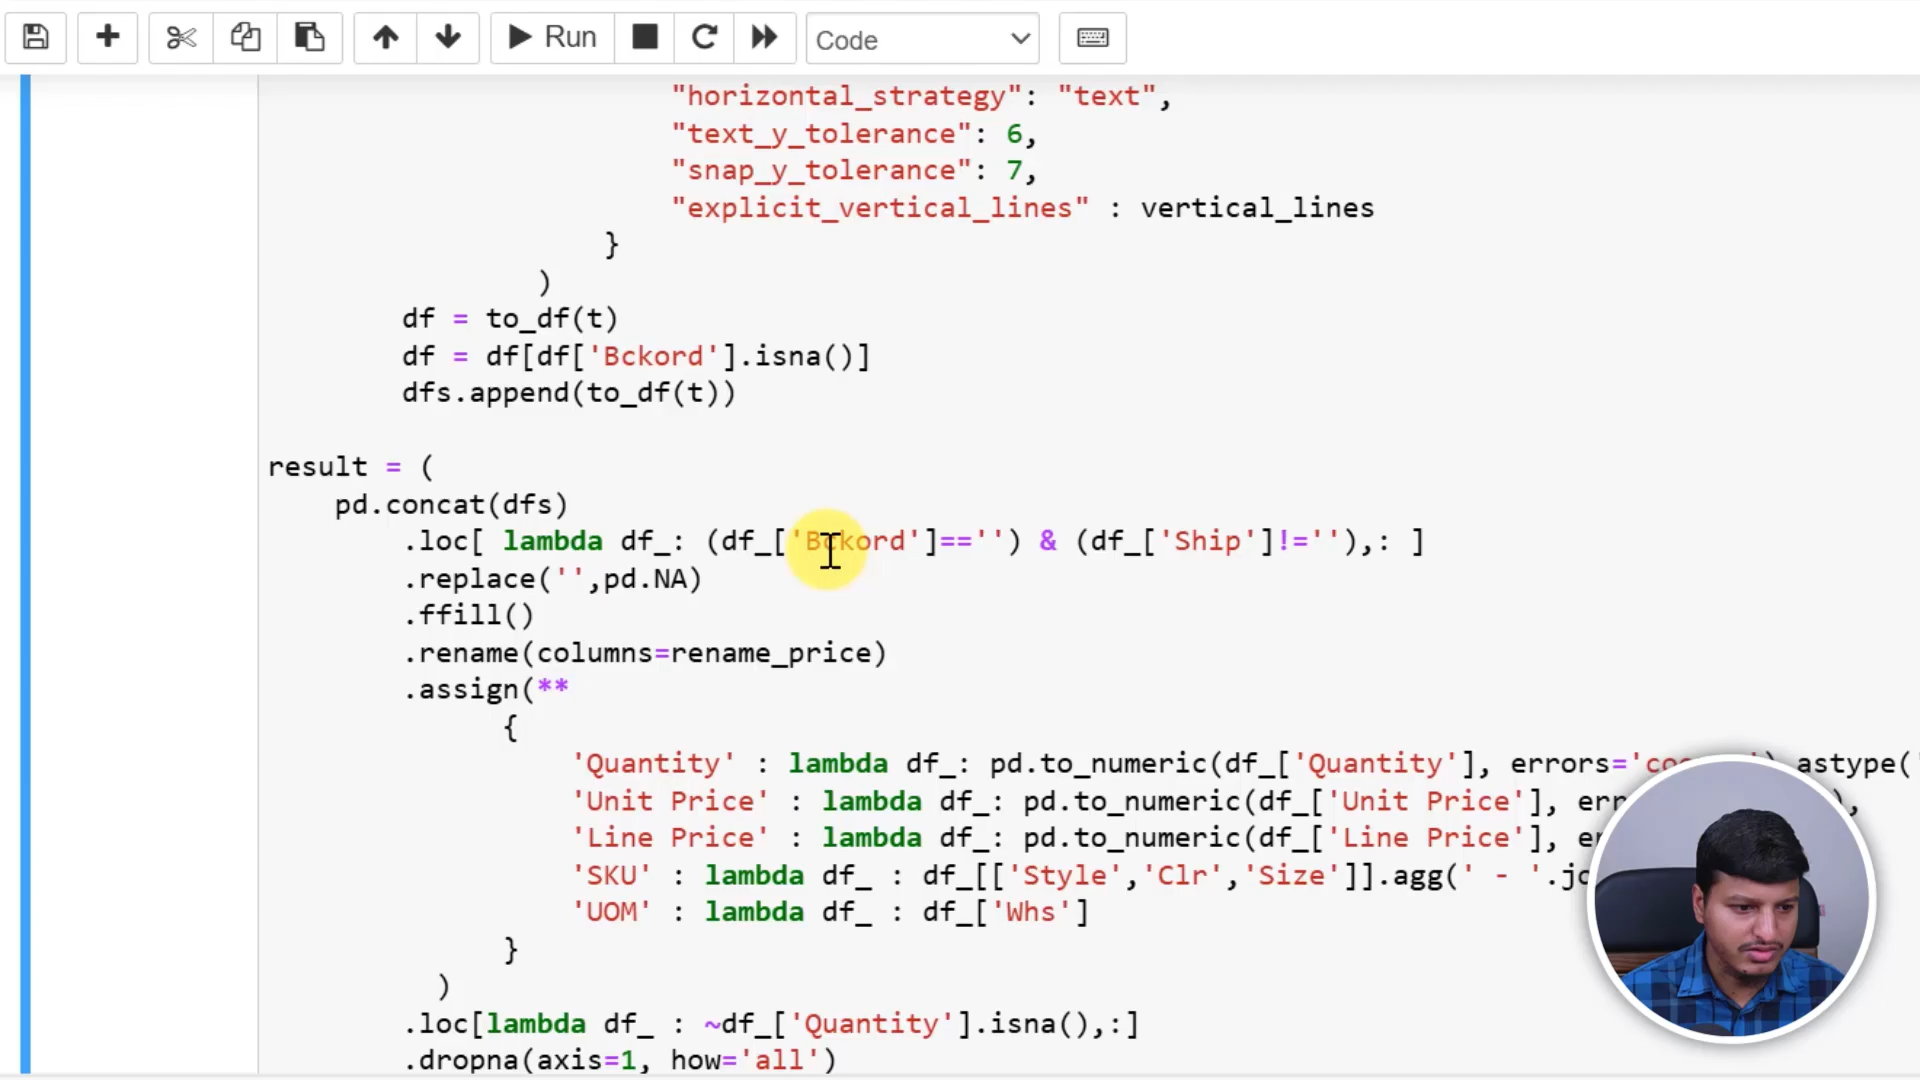 Run Code
"horizontal_strategy": "text",
"text_y_tolerance": 6,
"snap_y_tolerance": 7,
"explicit_vertical_lines" : vertical_lines
}
)
df = to_df(t)
df = df[df['Bckord'].isna()]
dfs.append(to_df(t))
result = (
pd.concat(dfs)
.loc[ lambda df_: (df_['Bckord']=='') & (df_['Ship']!=''),: ]
.replace('',pd.NA)
.ffill()
.rename(columns=rename_price)
.assign(**
{
'Quantity' : lambda df_: pd.to_numeric(df_['Quantity'], errors= astype('
'Unit Price' : lambda df_: pd.to_numeric(df_['Unit Price'],
'Line Price' : lambda df_: pd.to_numeric(df_['Line Price'],
'SKU' : lambda df_ : df_[['Style','Clr','Size']].agg(' - '
'UOM' : lambda df_ : df_['Whs']
}
)
.loc[lambda df_ : ~df_['Quantity'].isna(),:]
.dropna(axis=1, how='all')